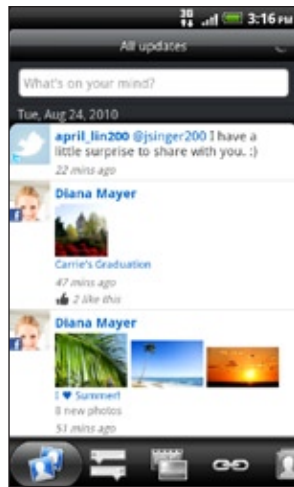 3G 3:16 PM
All updates
What's on your mind?
Tue, Aug 24, 2010
april_lin200 @jsinger200 I have a
little surprise to share with you. :)
22 mins ago
Diana Mayer
Carrie's Graduation
47 mins ago
2 like this
Diana Mayer
I ♥ Summer!
8 new photos
51 mins ago